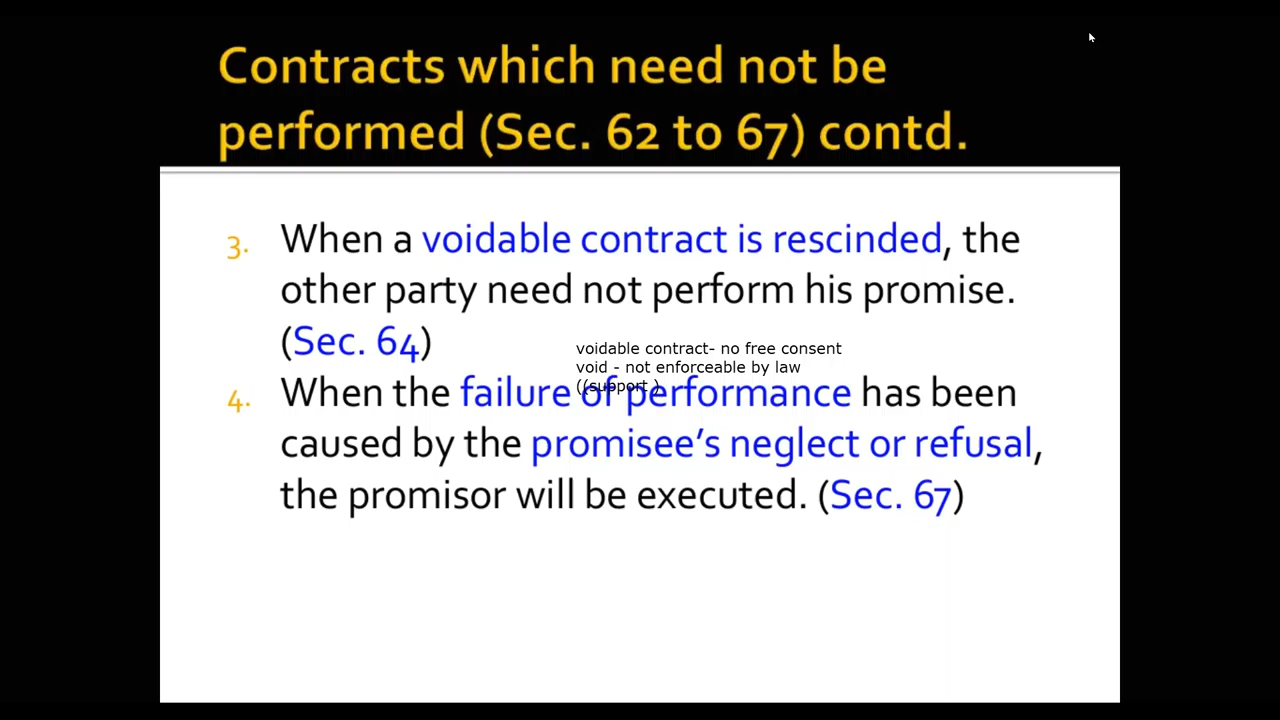 Contracts which need not be
performed (Sec. 62 to 67) contd.
3. When a voidable contract is rescinded, the
other party need not perform his promise.
(Sec. 64)
voidable contract- no free consent
void - not enforceable by law
((support )
4. When the failure of performance has been
caused by the promisee’s neglect or refusal,
the promisor will be executed. (Sec. 67)